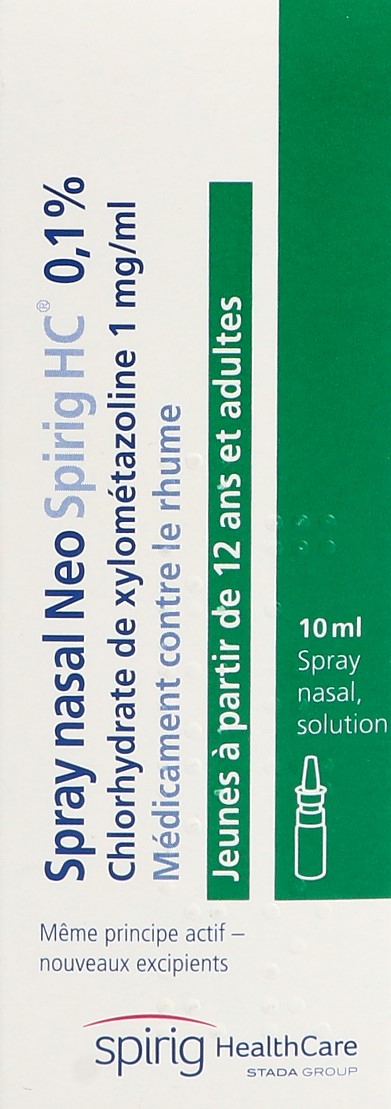 Spray nasal Neo Spirig HC® 0,1%
Chlorhydrate de xylométazoline 1 mg/ml
Médicament contre le rhume
Jeunes à partir de 12 ans et adultes
10 ml
Spray
nasal,
solution
Même principe actif –
nouveaux excipients
spirig HealthCare
STADA GROUP